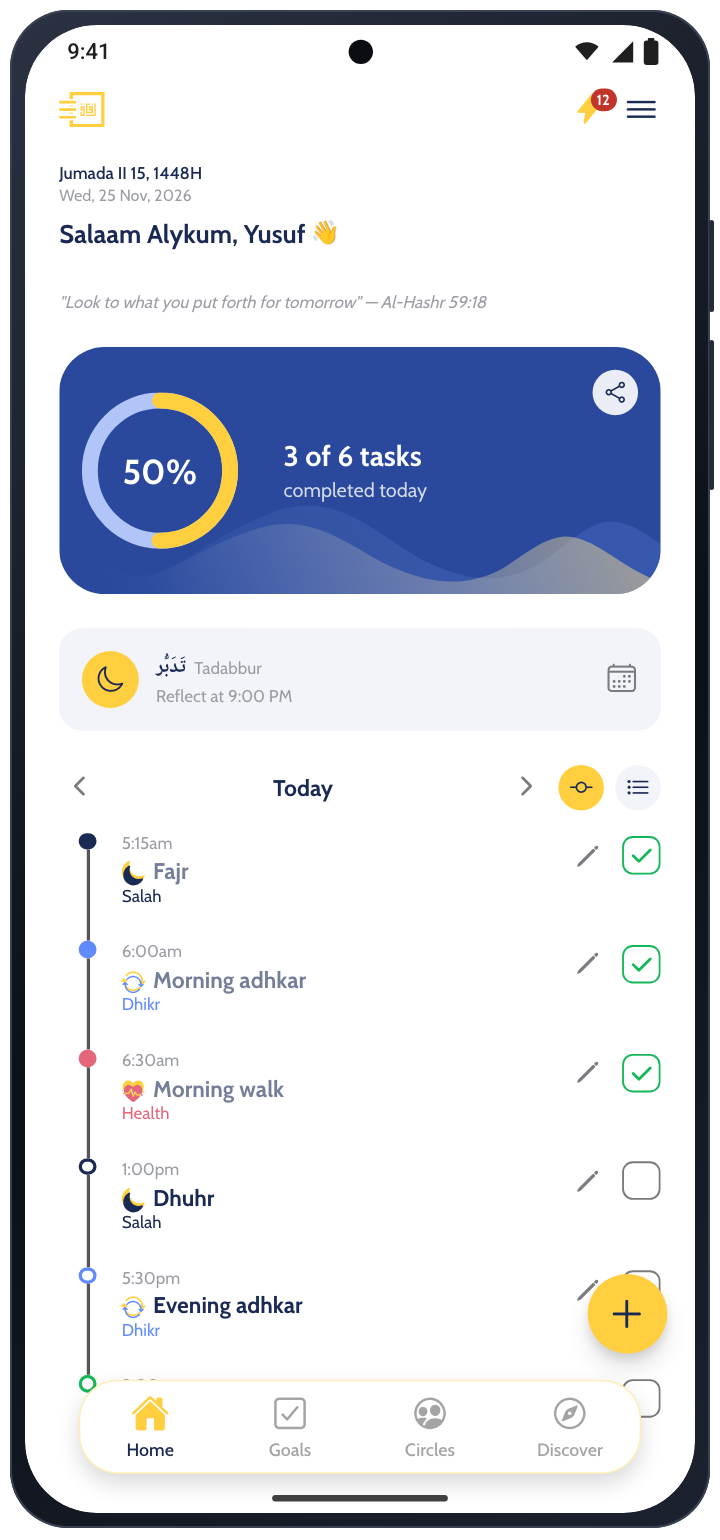 9:41
12
Jumada II 15, 1448H
Wed, 25 Nov, 2026
Salaam Alykum, Yusuf 👋
"Look to what you put forth for tomorrow" — Al-Hashr 59:18
50%
3 of 6 tasks
completed today
تَدَبُّر Tadabbur
Reflect at 9:00 PM
Today
5:15am
Fajr
Salah
6:00am
Morning adhkar
Dhikr
6:30am
Morning walk
Health
1:00pm
Dhuhr
Salah
5:30pm
Evening adhkar
Dhikr
Home
Goals
Circles
Discover